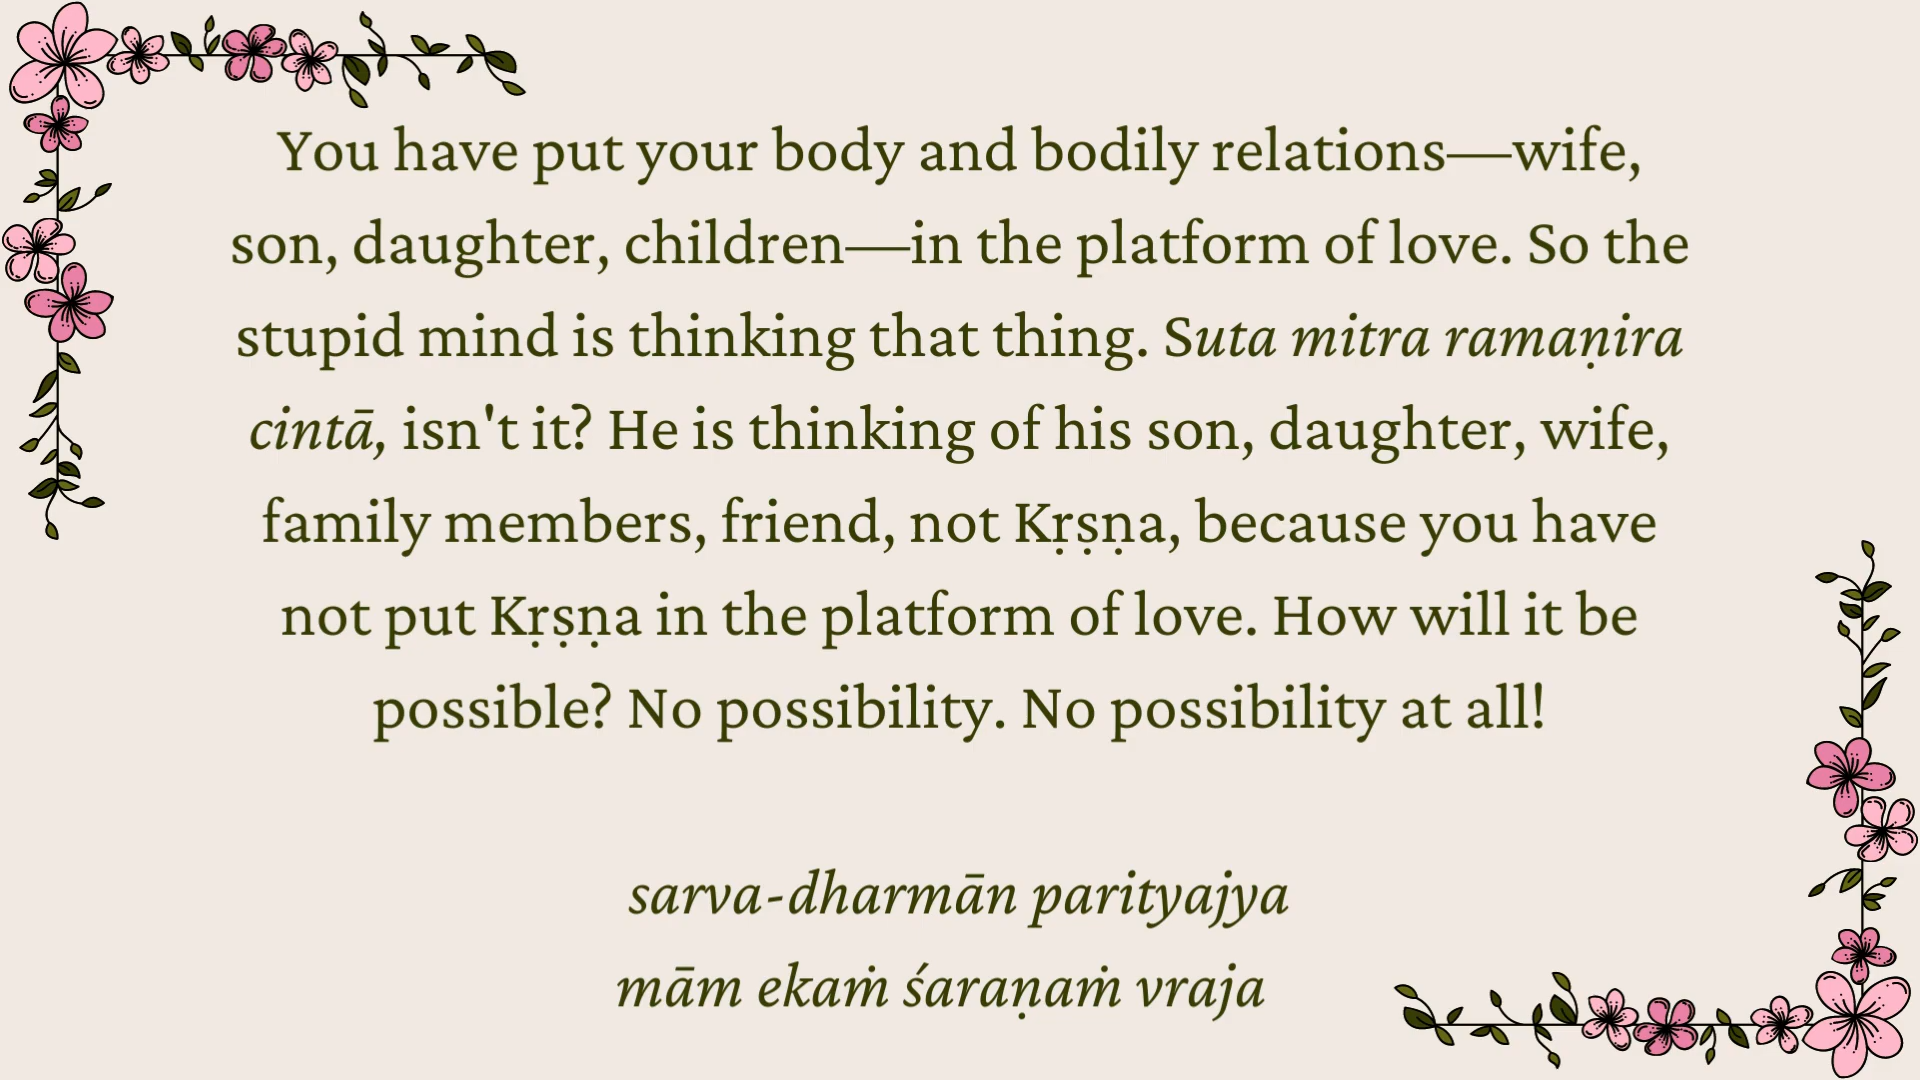 You have put your body and bodily relations—wife,
son, daughter, children—in the platform of love. So the
stupid mind is thinking that thing. Suta mitra ramaṇira
cintā, isn't it? He is thinking of his son, daughter, wife,
family members, friend, not Kṛṣṇa, because you have
not put Kṛṣṇa in the platform of love. How will it be
possible? No possibility. No possibility at all!
sarva-dharmān parityajya
mām ekaṁ śaraṇaṁ vraja